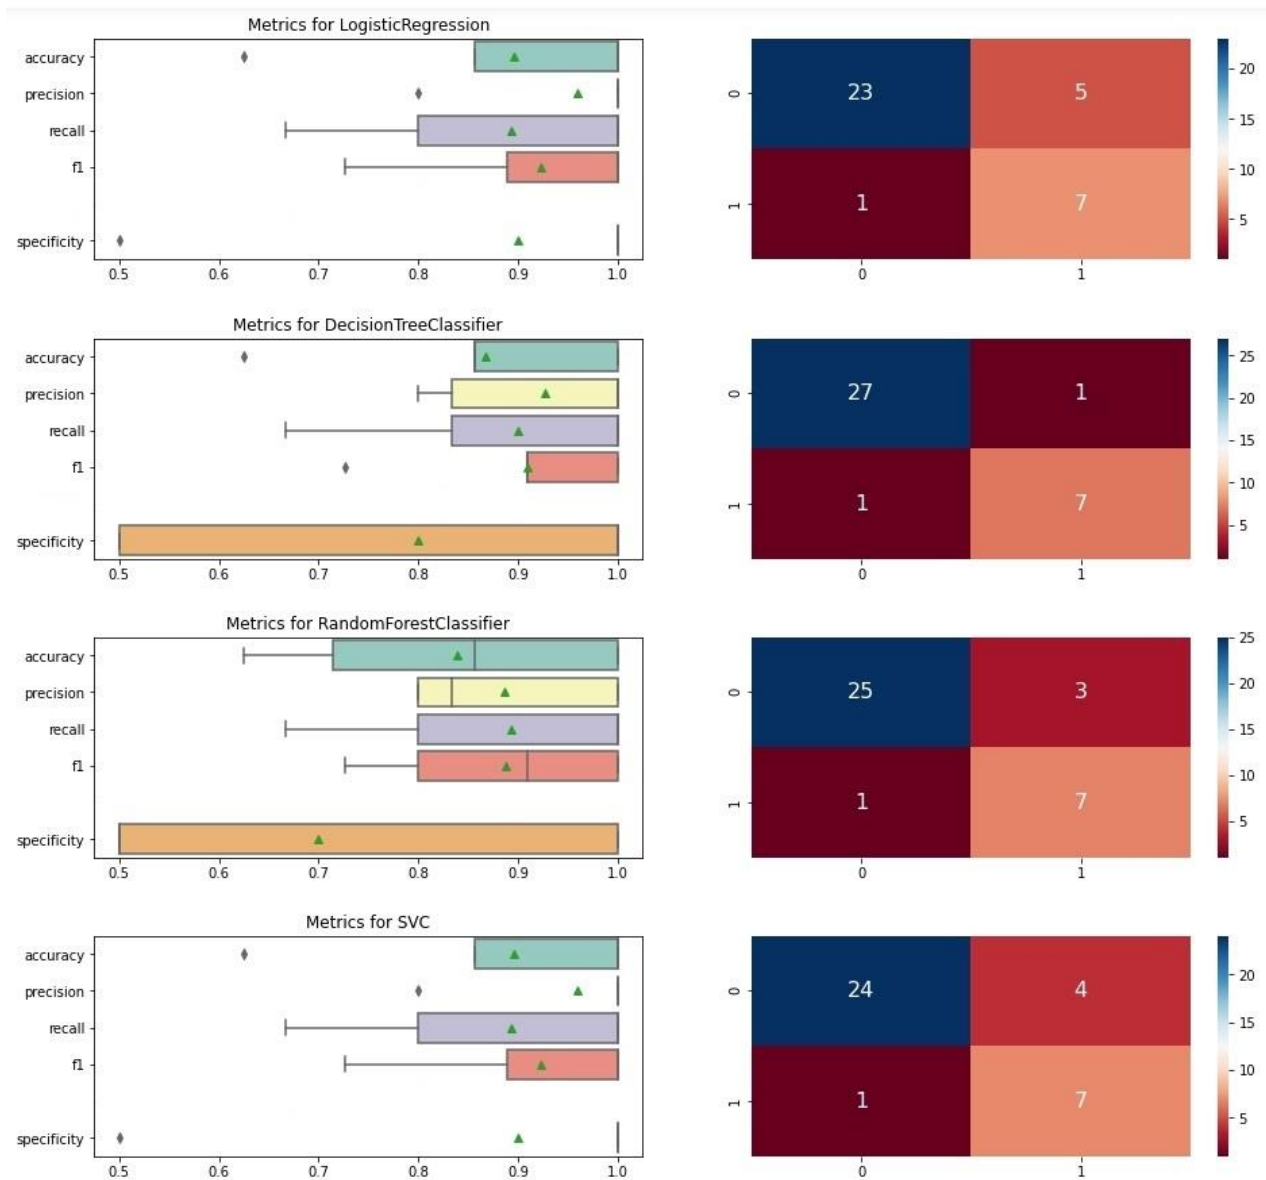 Metrics for LogisticRegression
accuracy
precision
recall
f1
specificity
0.5 0.6 0.7 0.8 0.9 1.0
0 23 5
1 1 7
0 1
20
15
10
5
Metrics for DecisionTreeClassifier
accuracy
precision
recall
f1
specificity
0.5 0.6 0.7 0.8 0.9 1.0
0 27 1
1 1 7
0 1
25
20
15
10
5
Metrics for RandomForestClassifier
accuracy
precision
recall
f1
specificity
0.5 0.6 0.7 0.8 0.9 1.0
0 25 3
1 1 7
0 1
25
20
15
10
5
Metrics for SVC
accuracy
precision
recall
f1
specificity
0.5 0.6 0.7 0.8 0.9 1.0
0 24 4
1 1 7
0 1
20
15
10
5